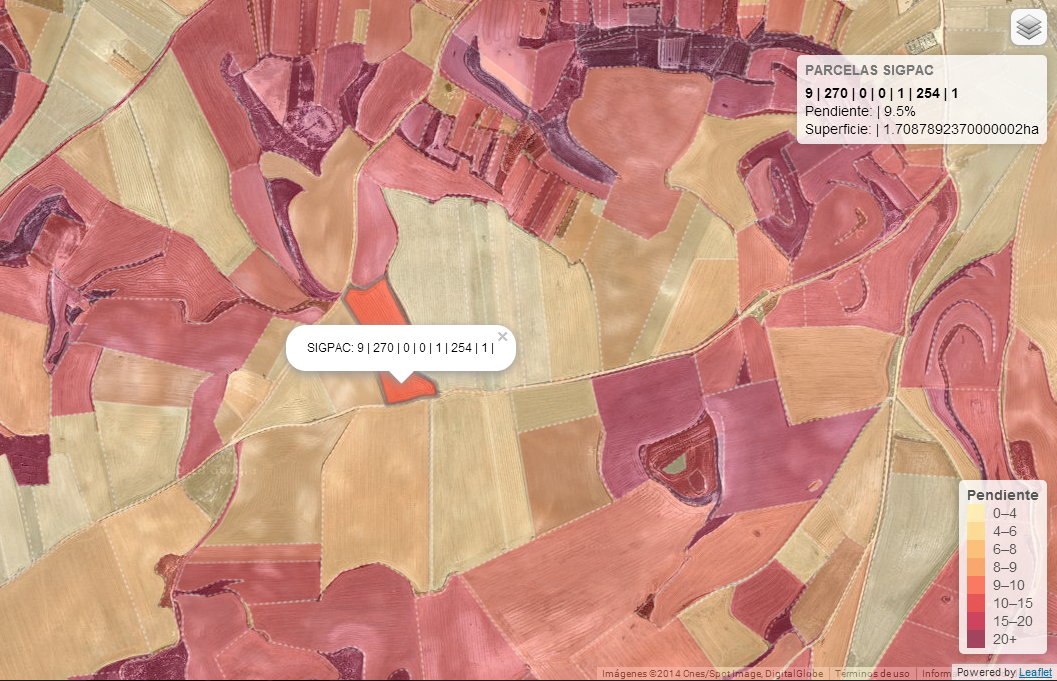 PARCELAS SIGPAC
9 | 270 | 0 | 0 | 1 | 254 | 1
Pendiente: | 9.5%
Superficie: | 1.7087892370000002ha
×
SIGPAC: 9 | 270 | 0 | 0 | 1 | 254 | 1 |
Pendiente
0–4
4–6
6–8
8–9
9–10
10–15
15–20
20+
Imágenes ©2014 Cnes/Spot Image, DigitalGlobe
Términos de uso
Inform
Powered by Leaflet